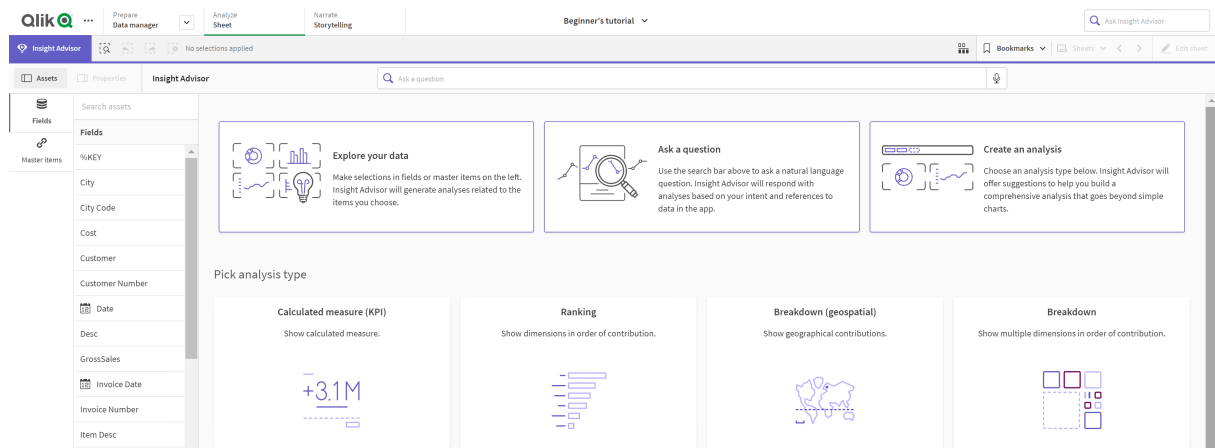 Qlik
Prepare
Data manager
Analyze
Sheet
Narrate
Storytelling
Beginner's tutorial
Ask Insight Advisor
Insight Advisor
No selections applied
Bookmarks
Sheets
Edit sheet
Assets
Properties
Insight Advisor
Ask a question
Fields
Master items
Search assets
Fields
%KEY
City
City Code
Cost
Customer
Customer Number
Date
Desc
GrossSales
Invoice Date
Invoice Number
Item Desc
Explore your data
Make selections in fields or master items on the left.
Insight Advisor will generate analyses related to the
items you choose.
Ask a question
Use the search bar above to ask a natural language
question. Insight Advisor will respond with
analyses based on your intent and references to
data in the app.
Create an analysis
Choose an analysis type below. Insight Advisor will
offer suggestions to help you build a
comprehensive analysis that goes beyond simple
charts.
Pick analysis type
Calculated measure (KPI)
Show calculated measure.
+3.1M
Ranking
Show dimensions in order of contribution.
Breakdown (geospatial)
Show geographical contributions.
Breakdown
Show multiple dimensions in order of contribution.